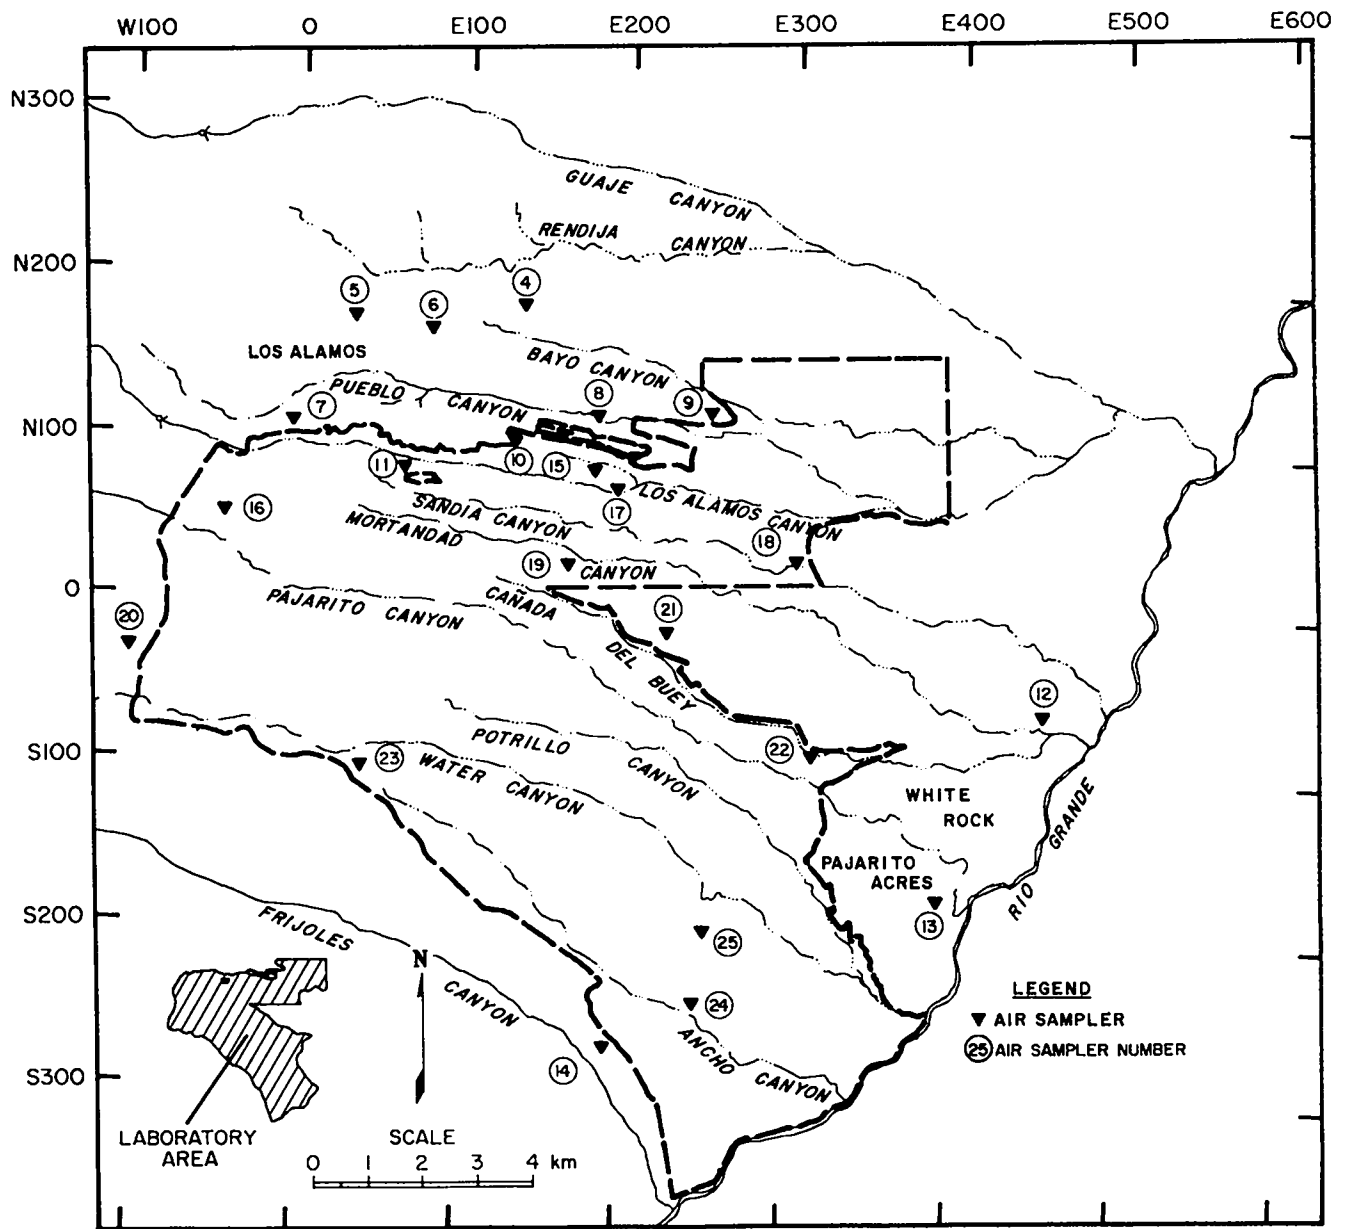 W100 0 E100 E200 E300 E400 E500 E600
N300
GUAJE CANYON
RENDIJA CANYON
N200
4
5
6
LOS ALAMOS
BAYO CANYON
PUEBLO CANYON
8
9
7
N100
11
10
15
16
SANDIA CANYON
17
LOS ALAMOS CANYON
MORTANDAD CANYON
18
19
0
CAÑADA DEL BUEY
PAJARITO CANYON
20
21
12
22
S100
POTRILLO CANYON
23
WATER CANYON
WHITE
ROCK
RIO GRANDE
PAJARITO
ACRES
13
S200
FRIJOLES CANYON
25
N
24
ANCHO CANYON
14
S300
LEGEND
AIR SAMPLER
25 AIR SAMPLER NUMBER
LABORATORY
AREA
SCALE
0 1 2 3 4 km